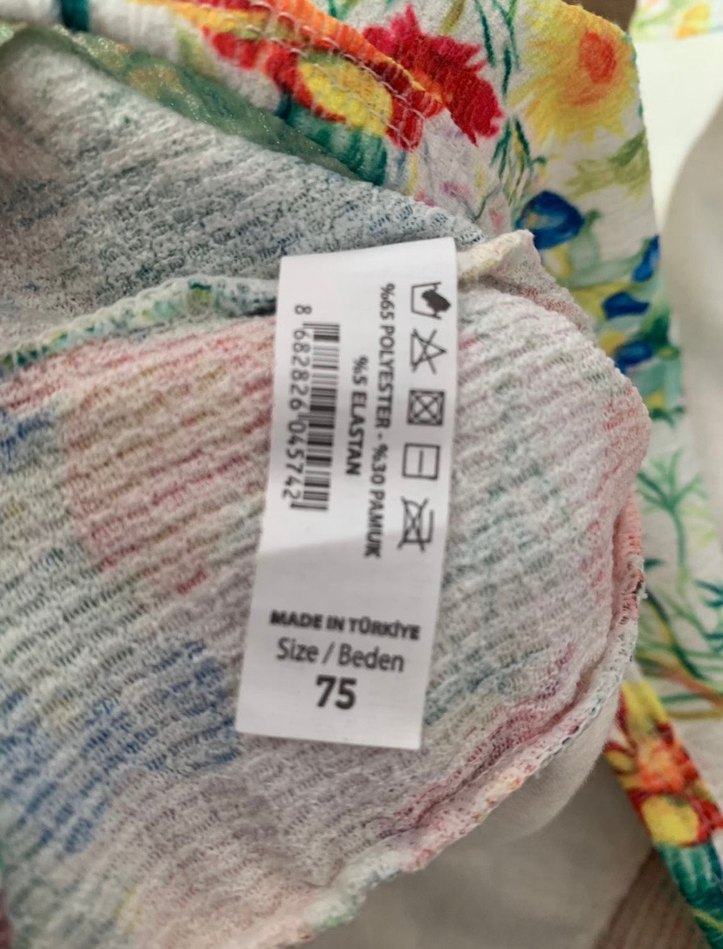 %65 POLYESTER - %30 PAMUK
%5 ELASTAN
8 682826 045742
MADE IN TÜRKİYE
Size / Beden
75